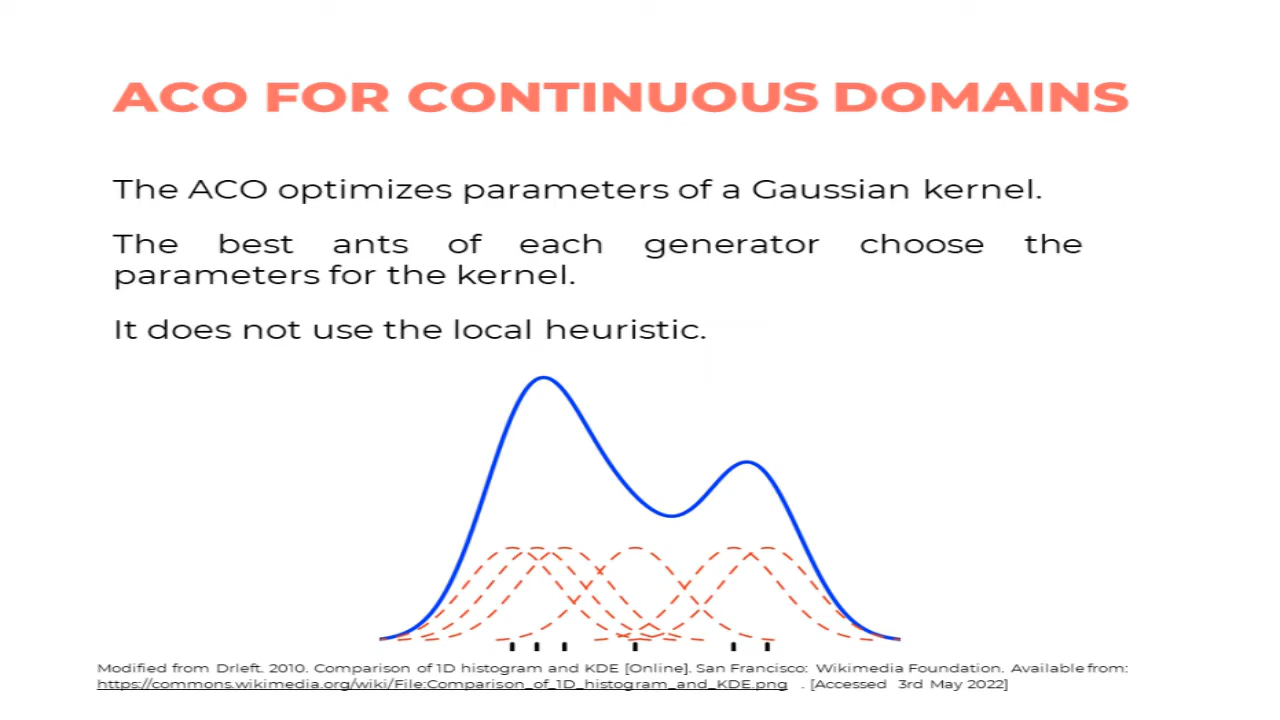 ACO FOR CONTINUOUS DOMAINS
The ACO optimizes parameters of a Gaussian kernel.
The best ants of each generator choose the
parameters for the kernel.
It does not use the local heuristic.
Modified from Drleft. 2010. Comparison of 1D histogram and KDE [Online]. San Francisco: Wikimedia Foundation. Available from:
https://commons.wikimedia.org/wiki/File:Comparison_of_1D_histogram_and_KDE.png . [Accessed 3rd May 2022]